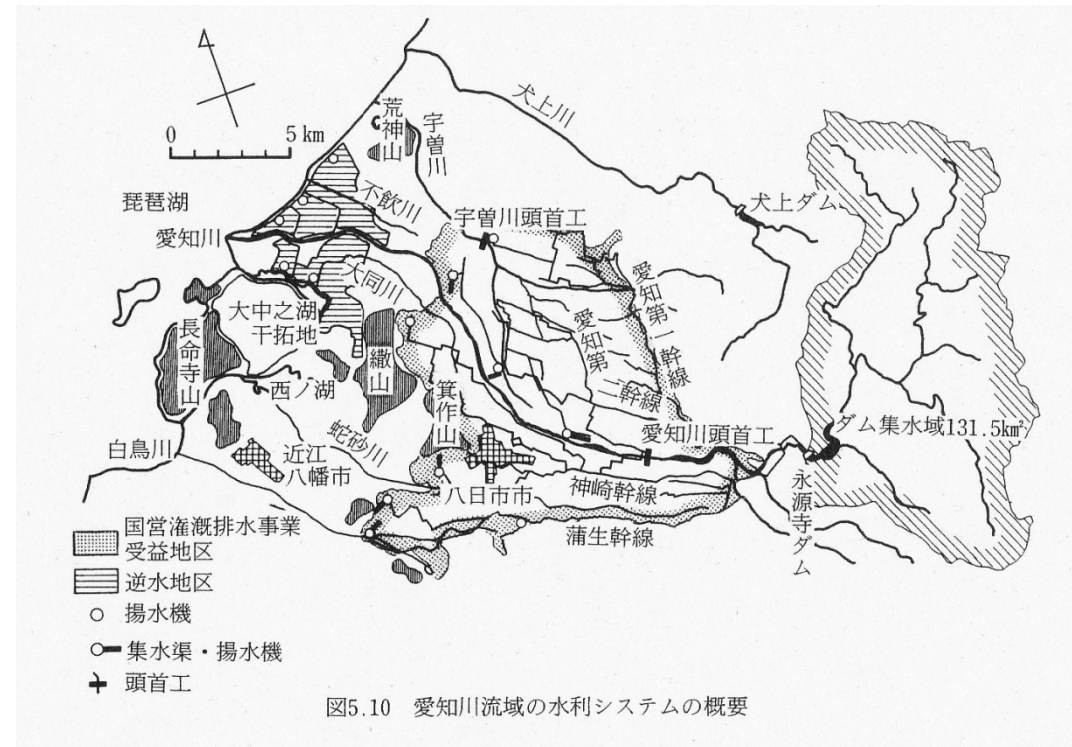 0
5 km
荒神山
宇曽川
犬上川
琵琶湖
不飲川
宇曽川頭首工
犬上ダム
愛知川
大同川
愛知第一幹線
大中之湖
干拓地
愛知第二幹線
長命寺山
繖山
西ノ湖
箕作山
愛知川頭首工
ダム集水域131.5km²
白鳥川
蛇砂川
近江
八幡市
八日市市
神崎幹線
永源寺ダム
蒲生幹線
国営潅漑排水事業
受益地区
逆水地区
揚水機
集水渠・揚水機
頭首工
図5.10 愛知川流域の水利システムの概要